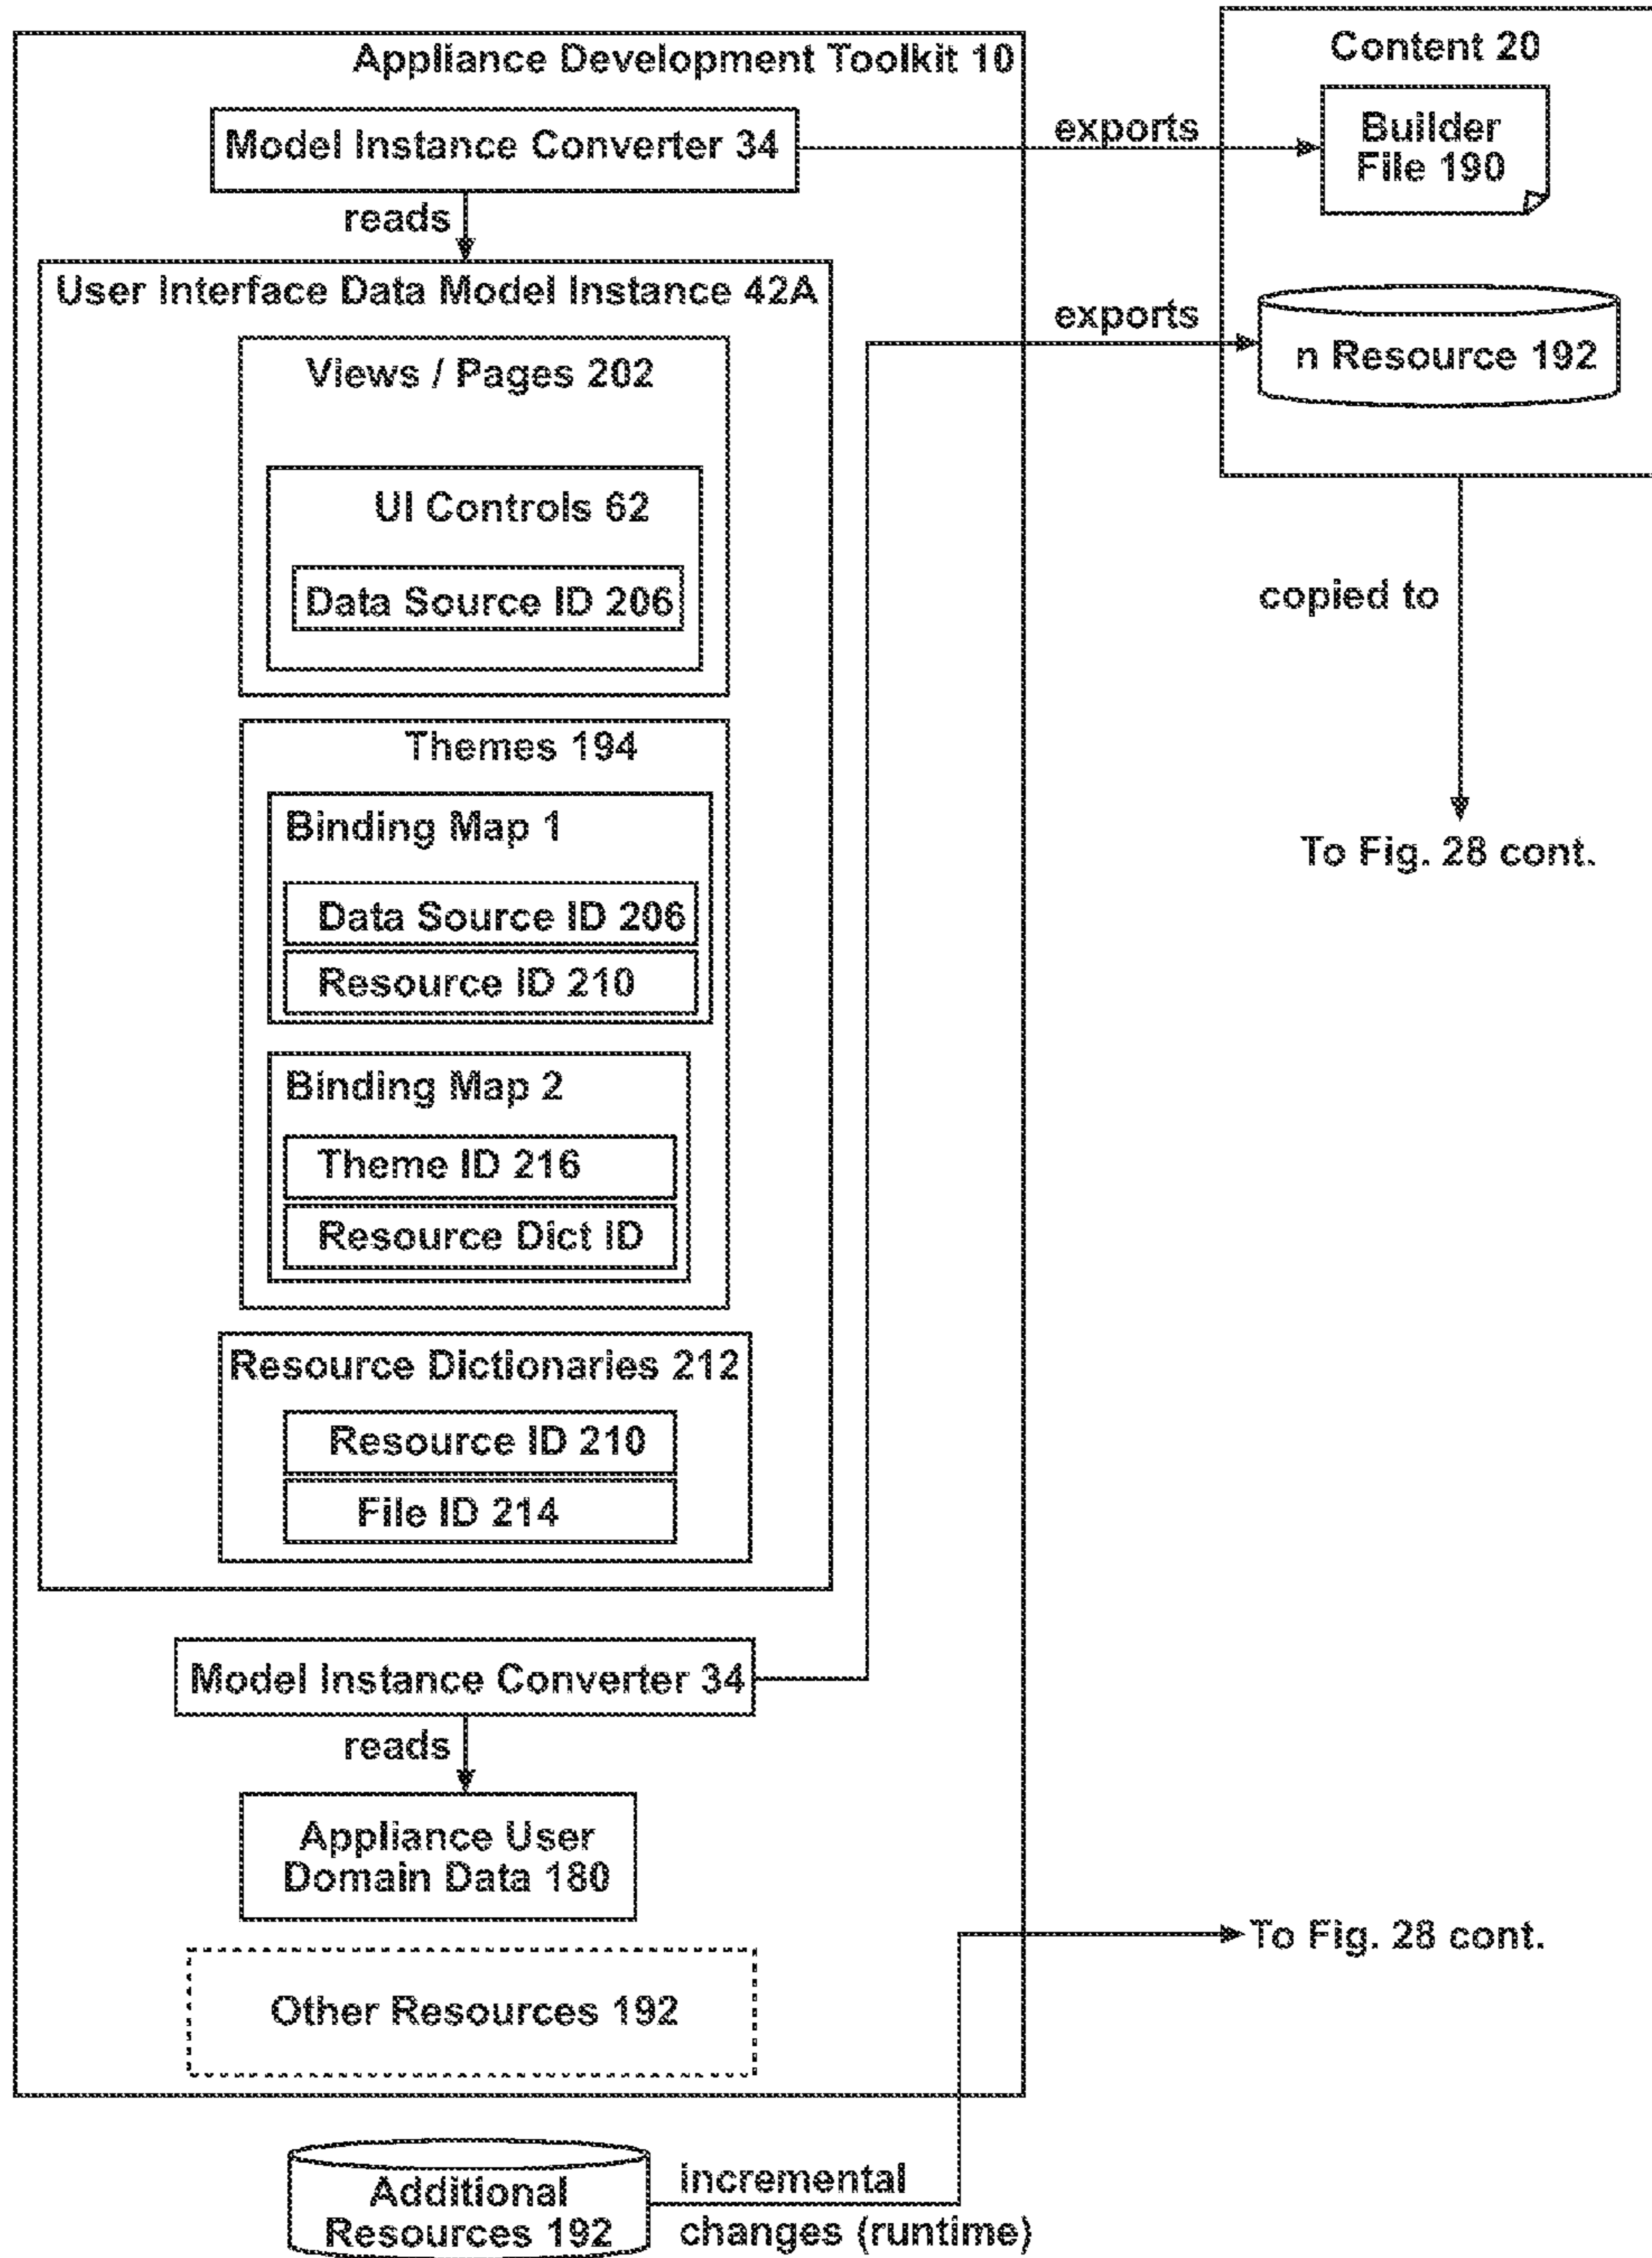 Appliance Development Toolkit 10
Model Instance Converter 34
reads
User Interface Data Model Instance 42A
Views / Pages 202
UI Controls 62
Data Source ID 206
Themes 194
Binding Map 1
Data Source ID 206
Resource ID 210
Binding Map 2
Theme ID 216
Resource Dict ID
Resource Dictionaries 212
Resource ID 210
File ID 214
Model Instance Converter 34
reads
Appliance User
Domain Data 180
Other Resources 192
Additional
Resources 192
incremental
changes (runtime)
exports
exports
Content 20
Builder
File 190
n Resource 192
copied to
To Fig. 28 cont.
To Fig. 28 cont.